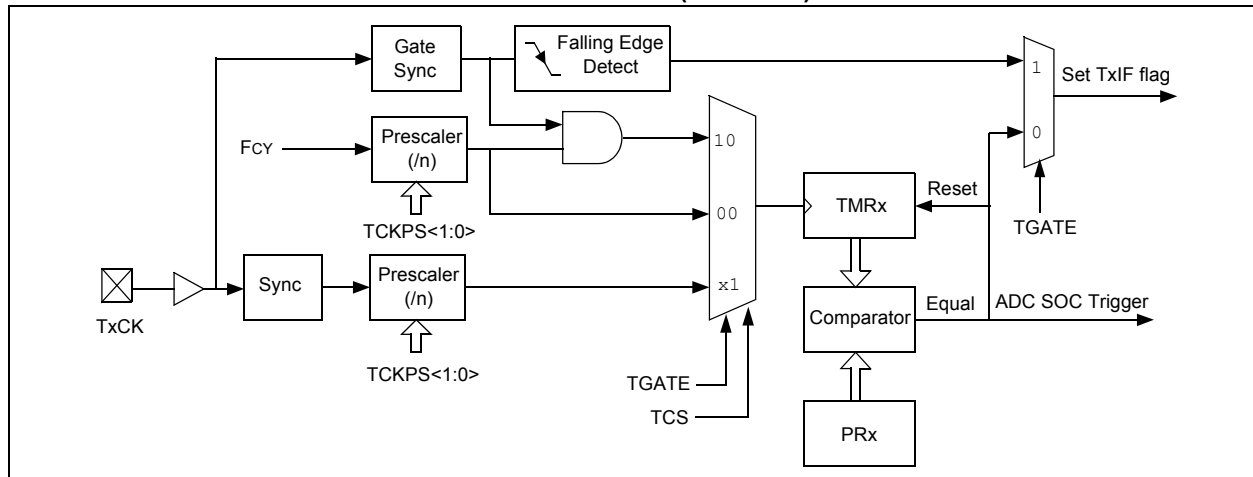 Gate
Sync
Falling Edge
Detect
1
Set TxIF flag
0
FCY
Prescaler
(/n)
10
TCKPS<1:0>
00
TMRx
Reset
TGATE
TxCK
Sync
Prescaler
(/n)
x1
TCKPS<1:0>
Comparator
Equal
ADC SOC Trigger
TGATE
TCS
PRx